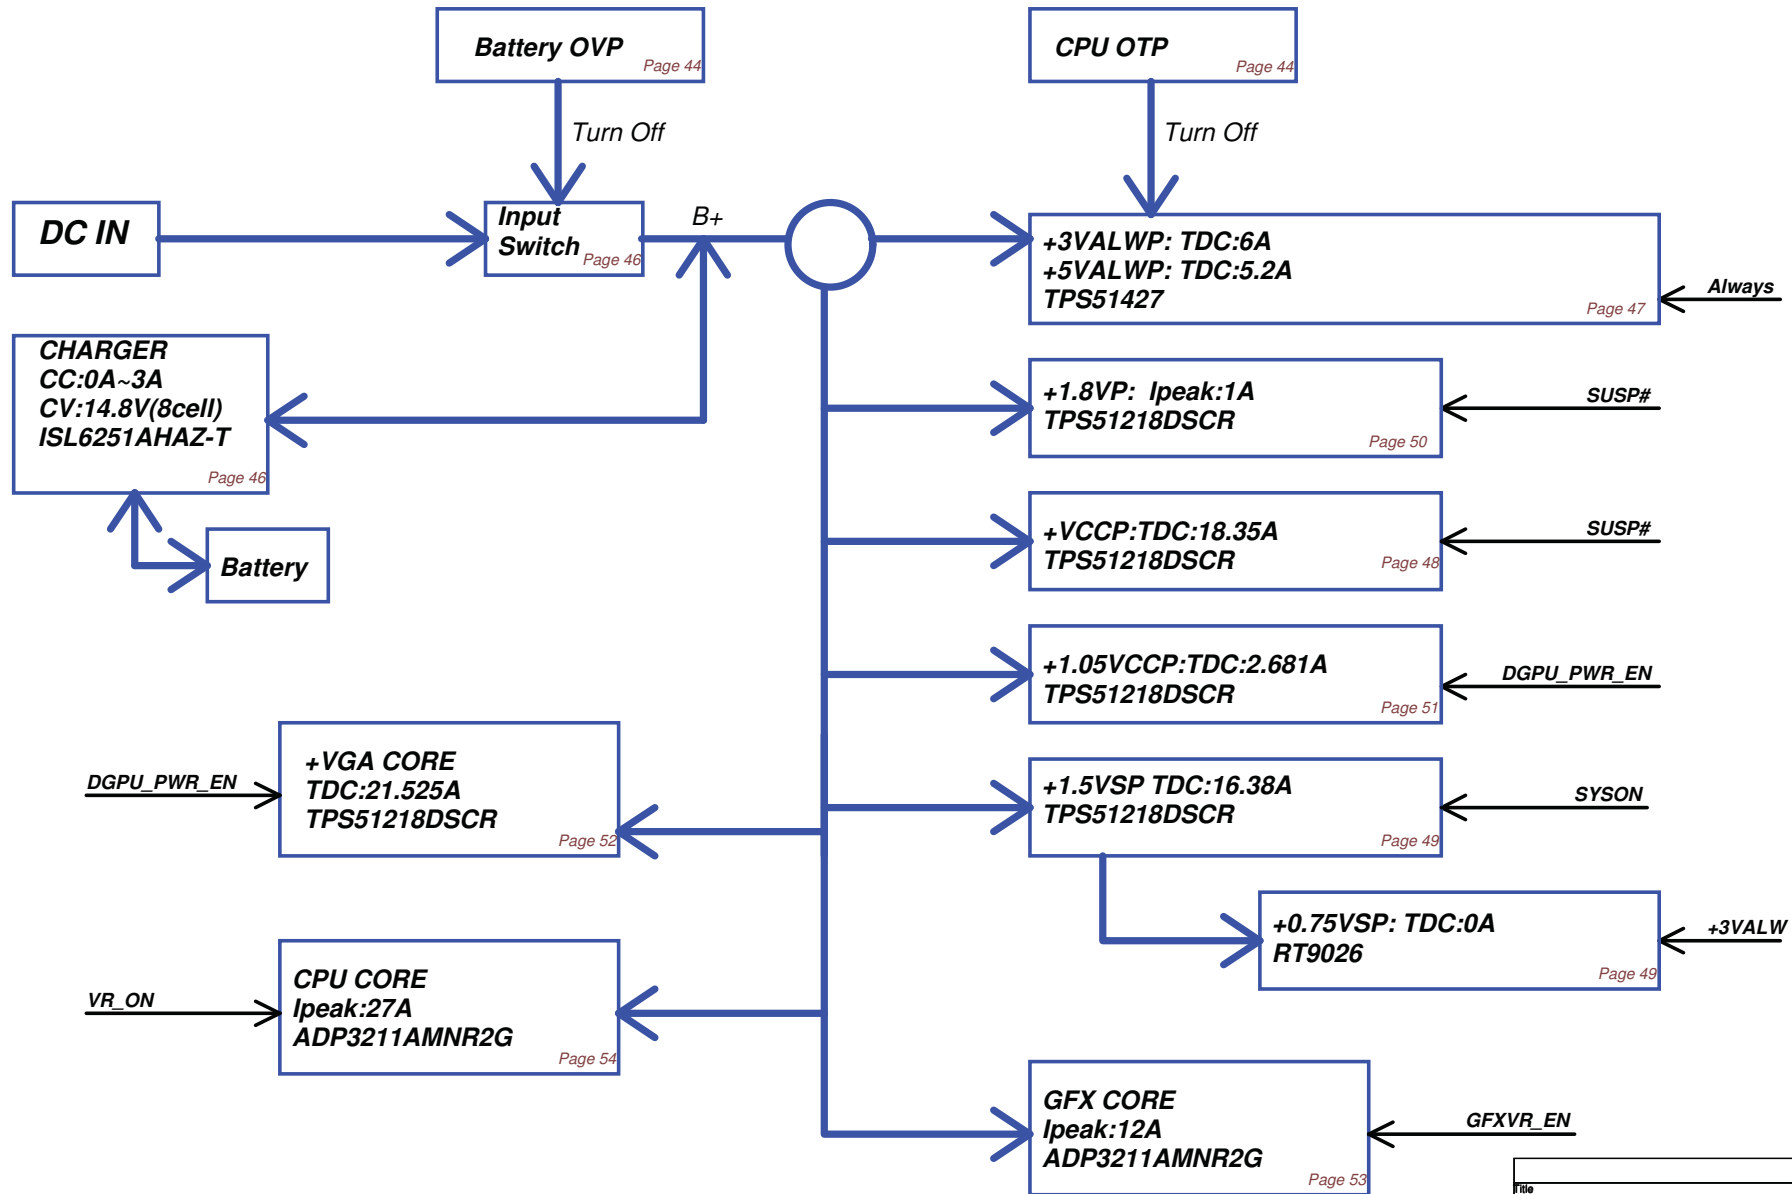 Battery OVP
Page 44
CPU OTP
Page 44
Turn Off
Turn Off
DC IN
Input
Switch
Page 46
B+
+3VALWP: TDC:6A
+5VALWP: TDC:5.2A
TPS51427
Page 47
Always
CHARGER
CC:0A~3A
CV:14.8V(8cell)
ISL6251AHAZ-T
Page 46
+1.8VP: Ipeak:1A
TPS51218DSCR
Page 50
SUSP#
Battery
+VCCP:TDC:18.35A
TPS51218DSCR
Page 48
SUSP#
+1.05VCCP:TDC:2.681A
TPS51218DSCR
Page 51
DGPU_PWR_EN
DGPU_PWR_EN
+VGA CORE
TDC:21.525A
TPS51218DSCR
Page 52
+1.5VSP TDC:16.38A
TPS51218DSCR
Page 49
SYSON
+0.75VSP: TDC:0A
RT9026
Page 49
+3VALW
VR_ON
CPU CORE
Ipeak:27A
ADP3211AMNR2G
Page 54
GFX CORE
Ipeak:12A
ADP3211AMNR2G
Page 53
GFXVR_EN
Title